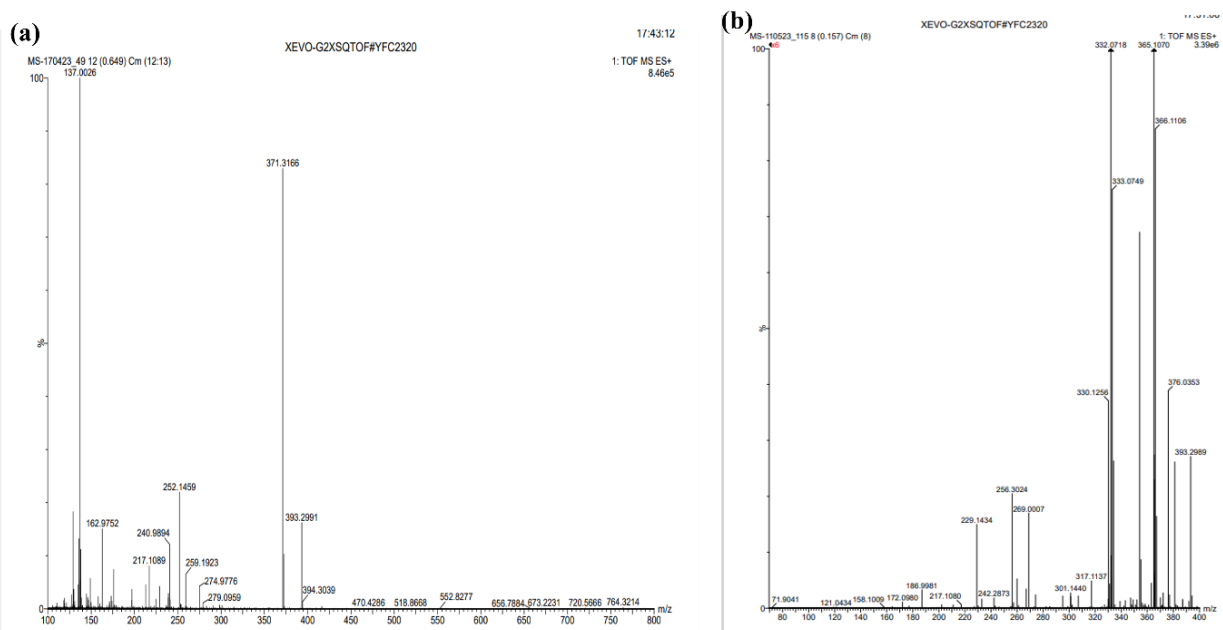 (a)
17:43:12
XEVO-G2XSQTOF#YFC2320
MS-170423_49 12 (0.649) Cm (12:13)
1: TOF MS ES+
8.46e5
100
137.0026
371.3166
%
252.1459
162.9752
240.9894
217.1089
259.1923
274.9776
279.0959
393.2991
394.3039
470.4286
518.8668
552.8277
656.7884
673.2231
720.5666
764.3214
0
m/z
100 150 200 250 300 350 400 450 500 550 600 650 700 750 800
(b)
XEVO-G2XSQTOF#YFC2320
MS-110523_115 8 (0.157) Cm (8)
1: TOF MS ES+
3.39e6
100
x6
332.0718
365.1070
366.1106
333.0749
%
330.1256
376.0353
393.2989
256.3024
269.0007
229.1434
186.9981
317.1137
71.9041
121.0434
158.1009
172.0980
217.1080
242.2873
301.1440
0
m/z
80 100 120 140 160 180 200 220 240 260 280 300 320 340 360 380 400